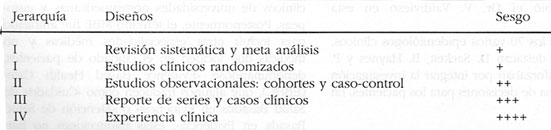 Jerarquía Diseños Sesgo
I Revisión sistemática y meta análisis +
Estudios clínicos randomizados
II Estudios observacionales: cohortes y caso-control ++
III Reporte de series y casos clínicos +++
IV Experiencia clínica ++++